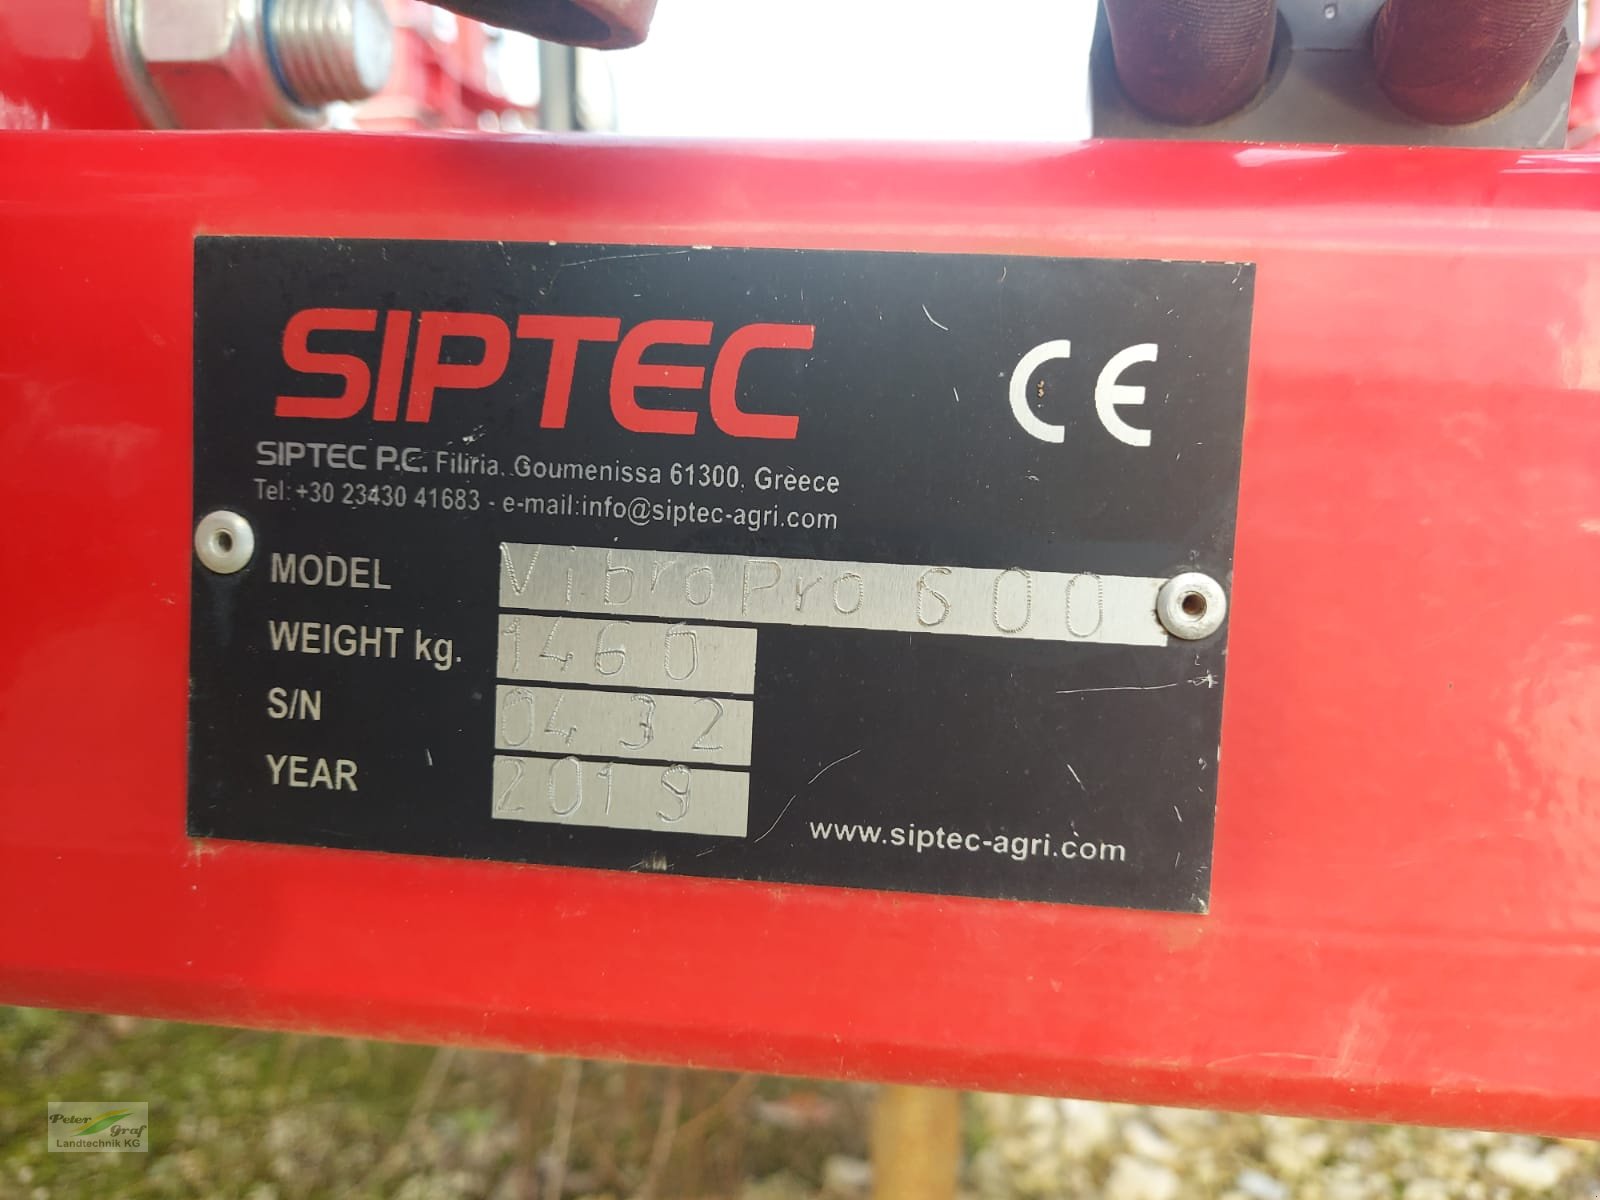 SIPTEC
CE
SIPTEC P.C. Filiria, Goumenissa 61300, Greece
Tel: +30 23430 41683 - e-mail:info@siptec-agri.com
MODEL VibroPro 600
WEIGHT kg. 1460
S/N 0432
YEAR 2019
www.siptec-agri.com
Peter
Graf
Landtechnik KG